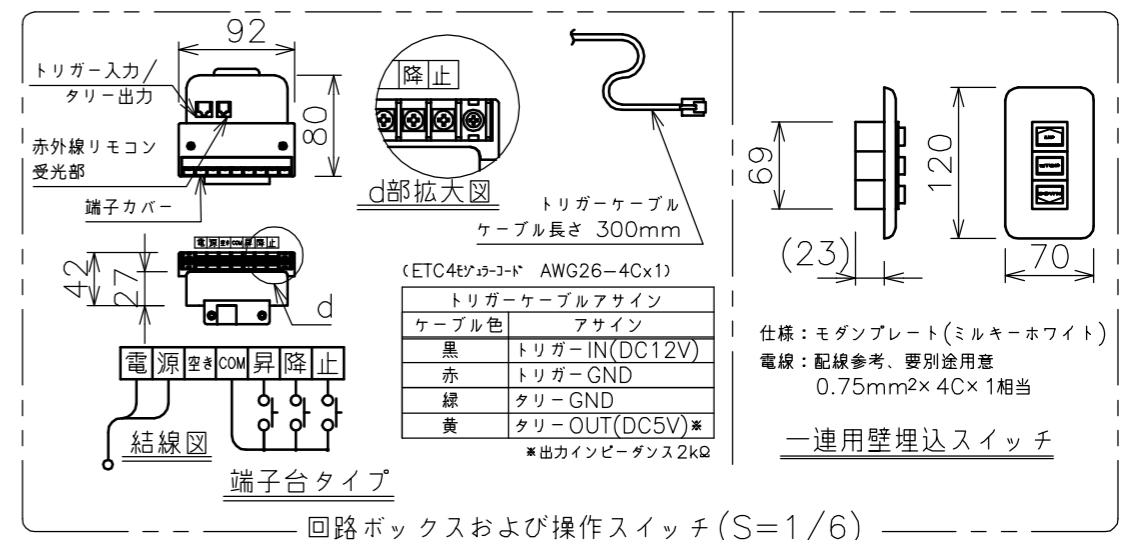 92
トリガー入力/
タリー出力
80
赤外線リモコン
受光部
端子カバー
降 止
d部拡大図
トリガーケーブル
ケーブル長さ 300mm
電 源 空き COM 昇 降 止
42
27
d
(ETC4ﾓｼﾞｭﾗｰｺｰﾄﾞ AWG26-4Cx1)
トリガーケーブルアサイン
ケーブル色 アサイン
黒 トリガーIN(DC12V)
赤 トリガーGND
緑 タリーGND
黄 タリーOUT(DC5V)※
※出力インピーダンス2kΩ
電 源 空き COM 昇 降 止
結線図
端子台タイプ
69
(23)
120
70
仕様：モダンプレート(ミルキーホワイト)
電線：配線参考、要別途用意
0.75mm²×4C×1相当
一連用壁埋込スイッチ
回路ボックスおよび操作スイッチ(S=1/6)